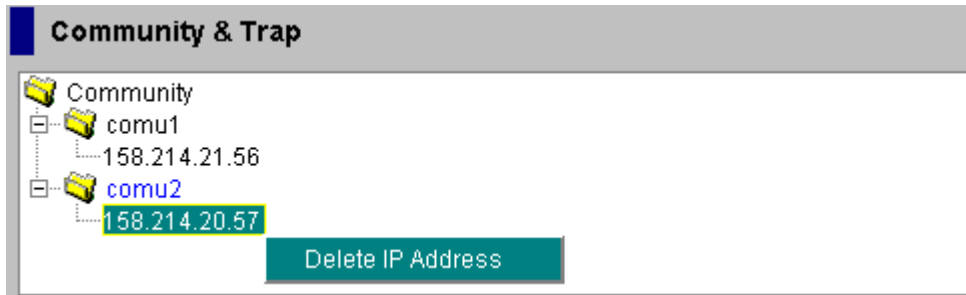 Community & Trap
Community
comu1
158.214.21.56
comu2
158.214.20.57
Delete IP Address